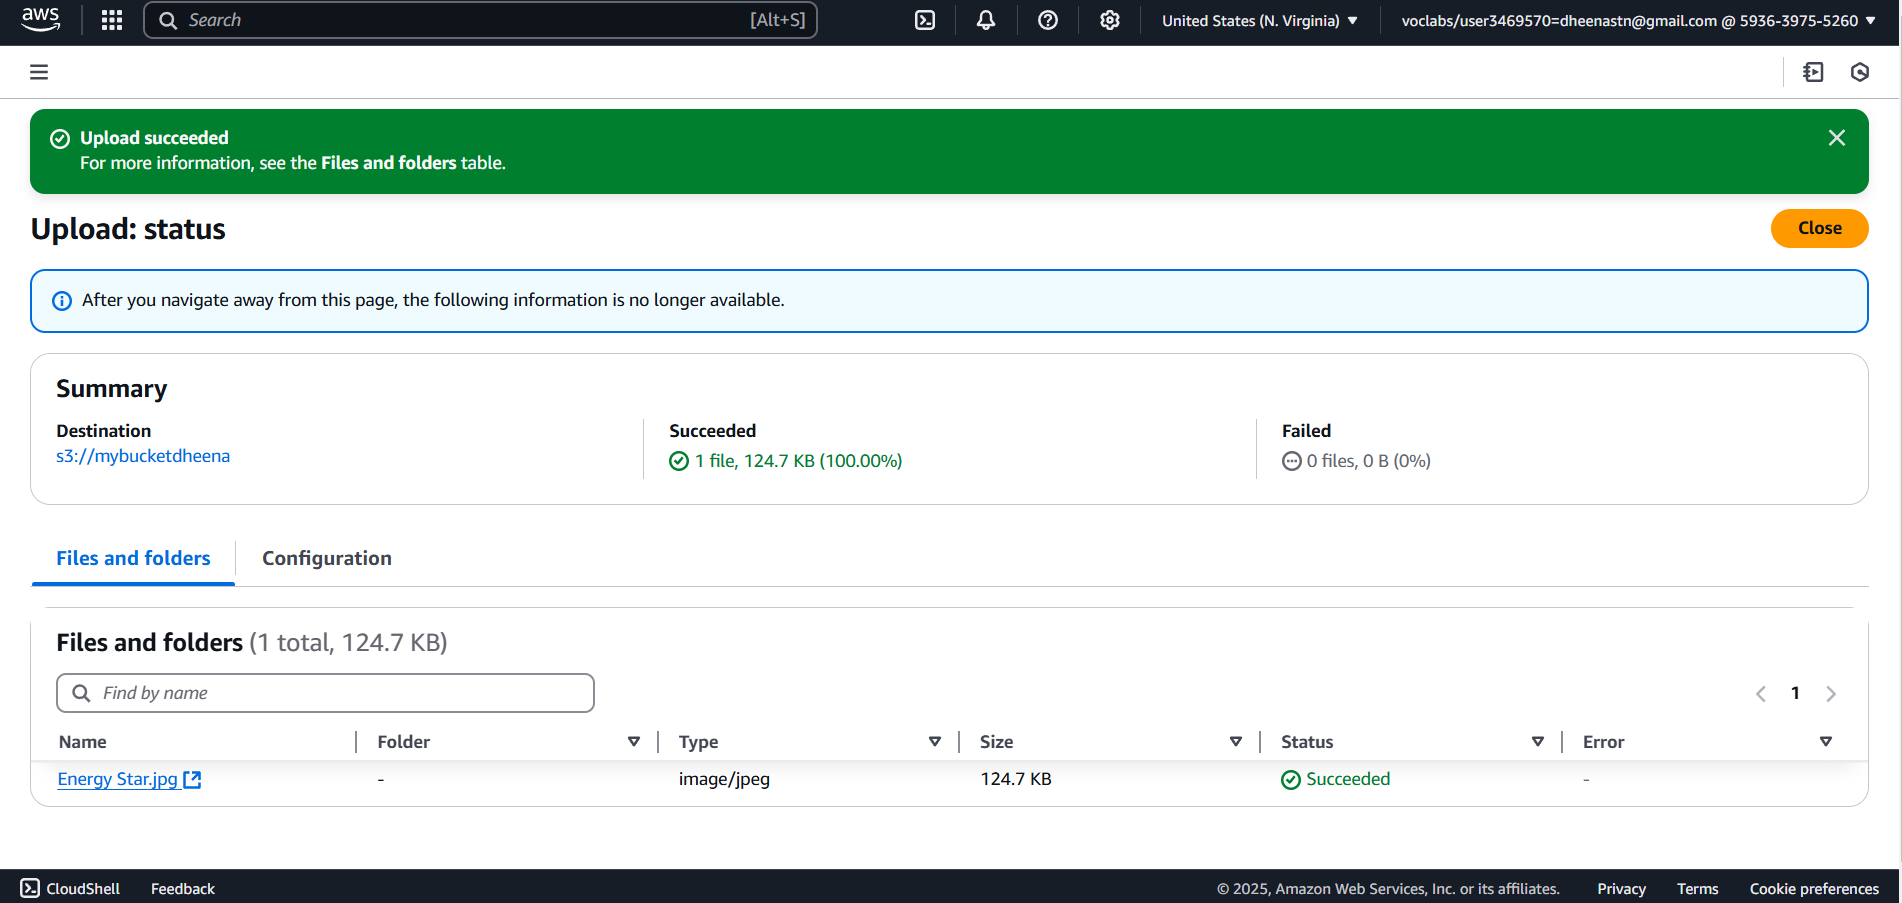 aws
Search [Alt+S]
United States (N. Virginia)
voclabs/user3469570=dheenastn@gmail.com @ 5936-3975-5260
Upload succeeded
For more information, see the Files and folders table.
Upload: status
Close
After you navigate away from this page, the following information is no longer available.
Summary
Destination
s3://mybucketdheena
Succeeded
1 file, 124.7 KB (100.00%)
Failed
0 files, 0 B (0%)
Files and folders
Configuration
Files and folders (1 total, 124.7 KB)
Find by name
1
Name Folder Type Size Status Error
Energy Star.jpg - image/jpeg 124.7 KB Succeeded -
CloudShell Feedback © 2025, Amazon Web Services, Inc. or its affiliates. Privacy Terms Cookie preferences